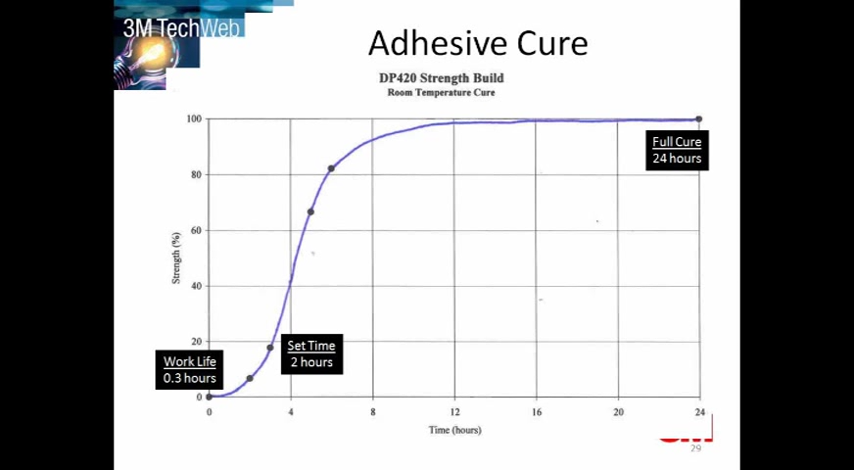 3M TechWeb
Adhesive Cure
DP420 Strength Build
Room Temperature Cure
100
80
60
40
20
0
Strength (%)
Full Cure
24 hours
Set Time
2 hours
Work Life
0.3 hours
0 4 8 12 16 20 24
Time (hours)
29